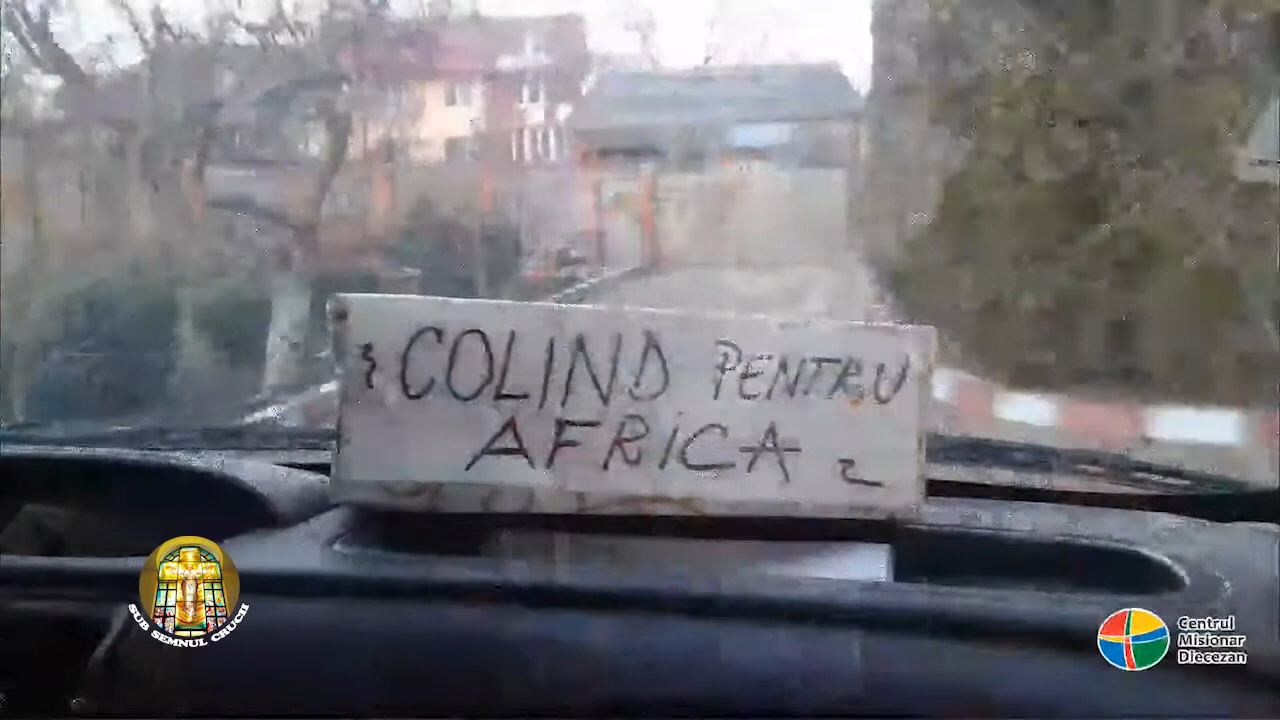 COLIND PENTRU
AFRICA
SUB SEMNUL CRUCII
Centrul
Misionar
Diecezan